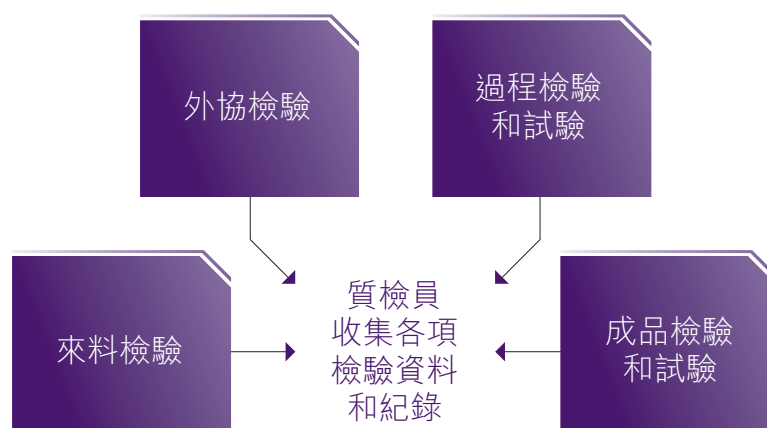 外協檢驗
過程檢驗
和試驗
來料檢驗
質檢員
收集各項
檢驗資料
和紀錄
成品檢驗
和試驗